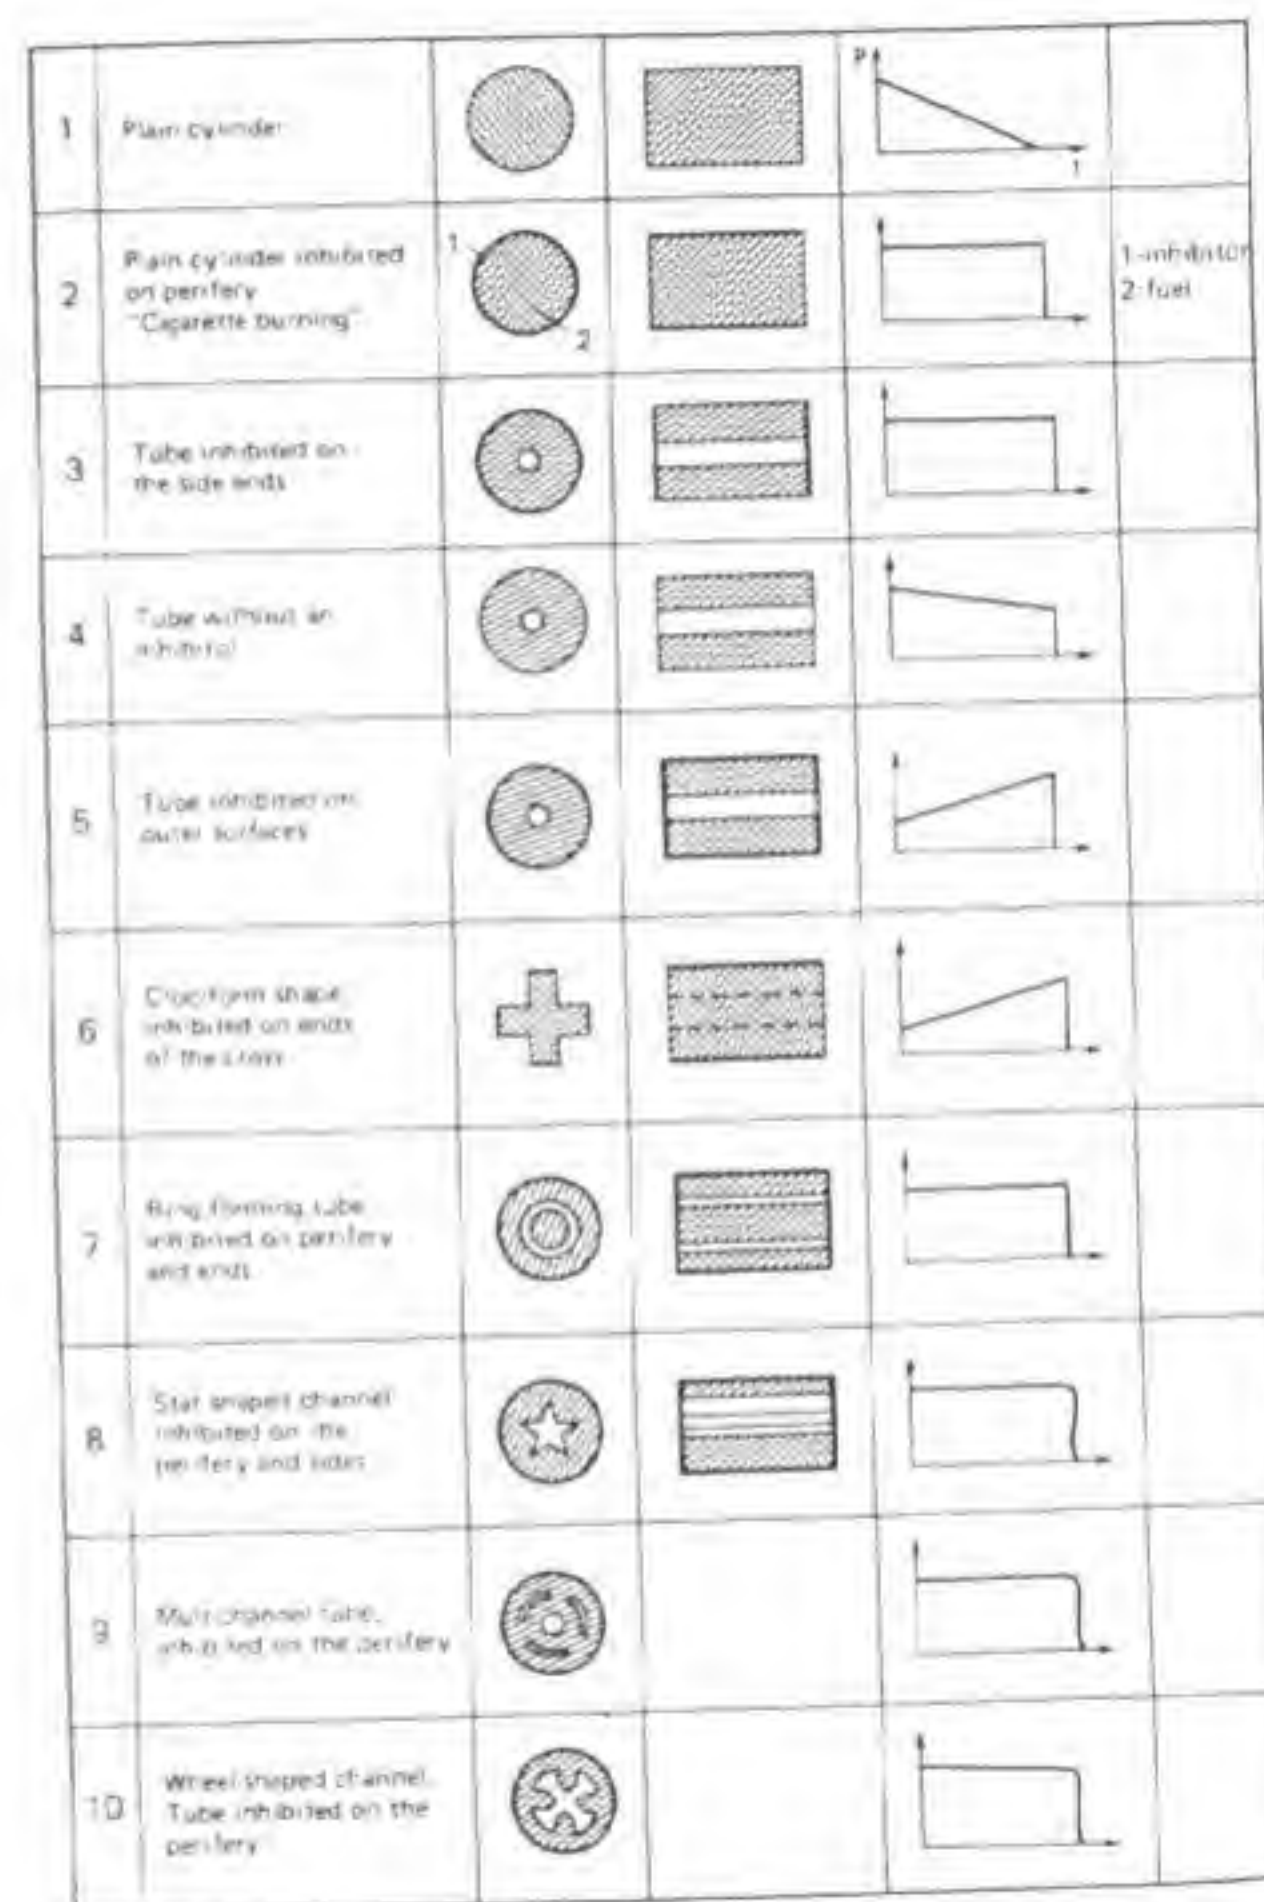 1
Plain cylinder
P
t
2
Plain cylinder inhibited
on perifery
"Cigarette burning"
1
2
1-inhibitor
2-fuel
3
Tube inhibited on
the side ends
4
Tube without an
inhibitor
5
Tube inhibited on
outer surfaces
6
Cruciform shape
inhibited on ends
of the cross
7
Ring forming tube
inhibited on perifery
and ends
8
Star shaped channel
inhibited on the
perifery and sides
9
Multichannel tube,
inhibited on the perifery
10
Wheel shaped channel.
Tube inhibited on the
perifery